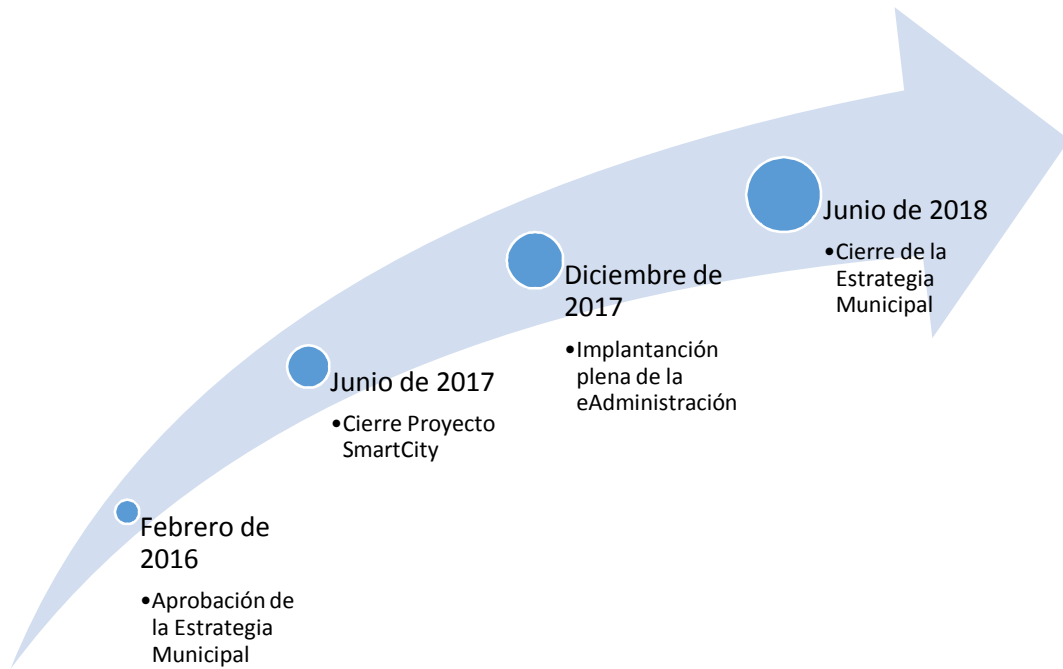 Febrero de
2016
•Aprobación de
la Estrategia
Municipal
Junio de 2017
•Cierre Proyecto
SmartCity
Diciembre de
2017
•Implantanción
plena de la
eAdministración
Junio de 2018
•Cierre de la
Estrategia
Municipal